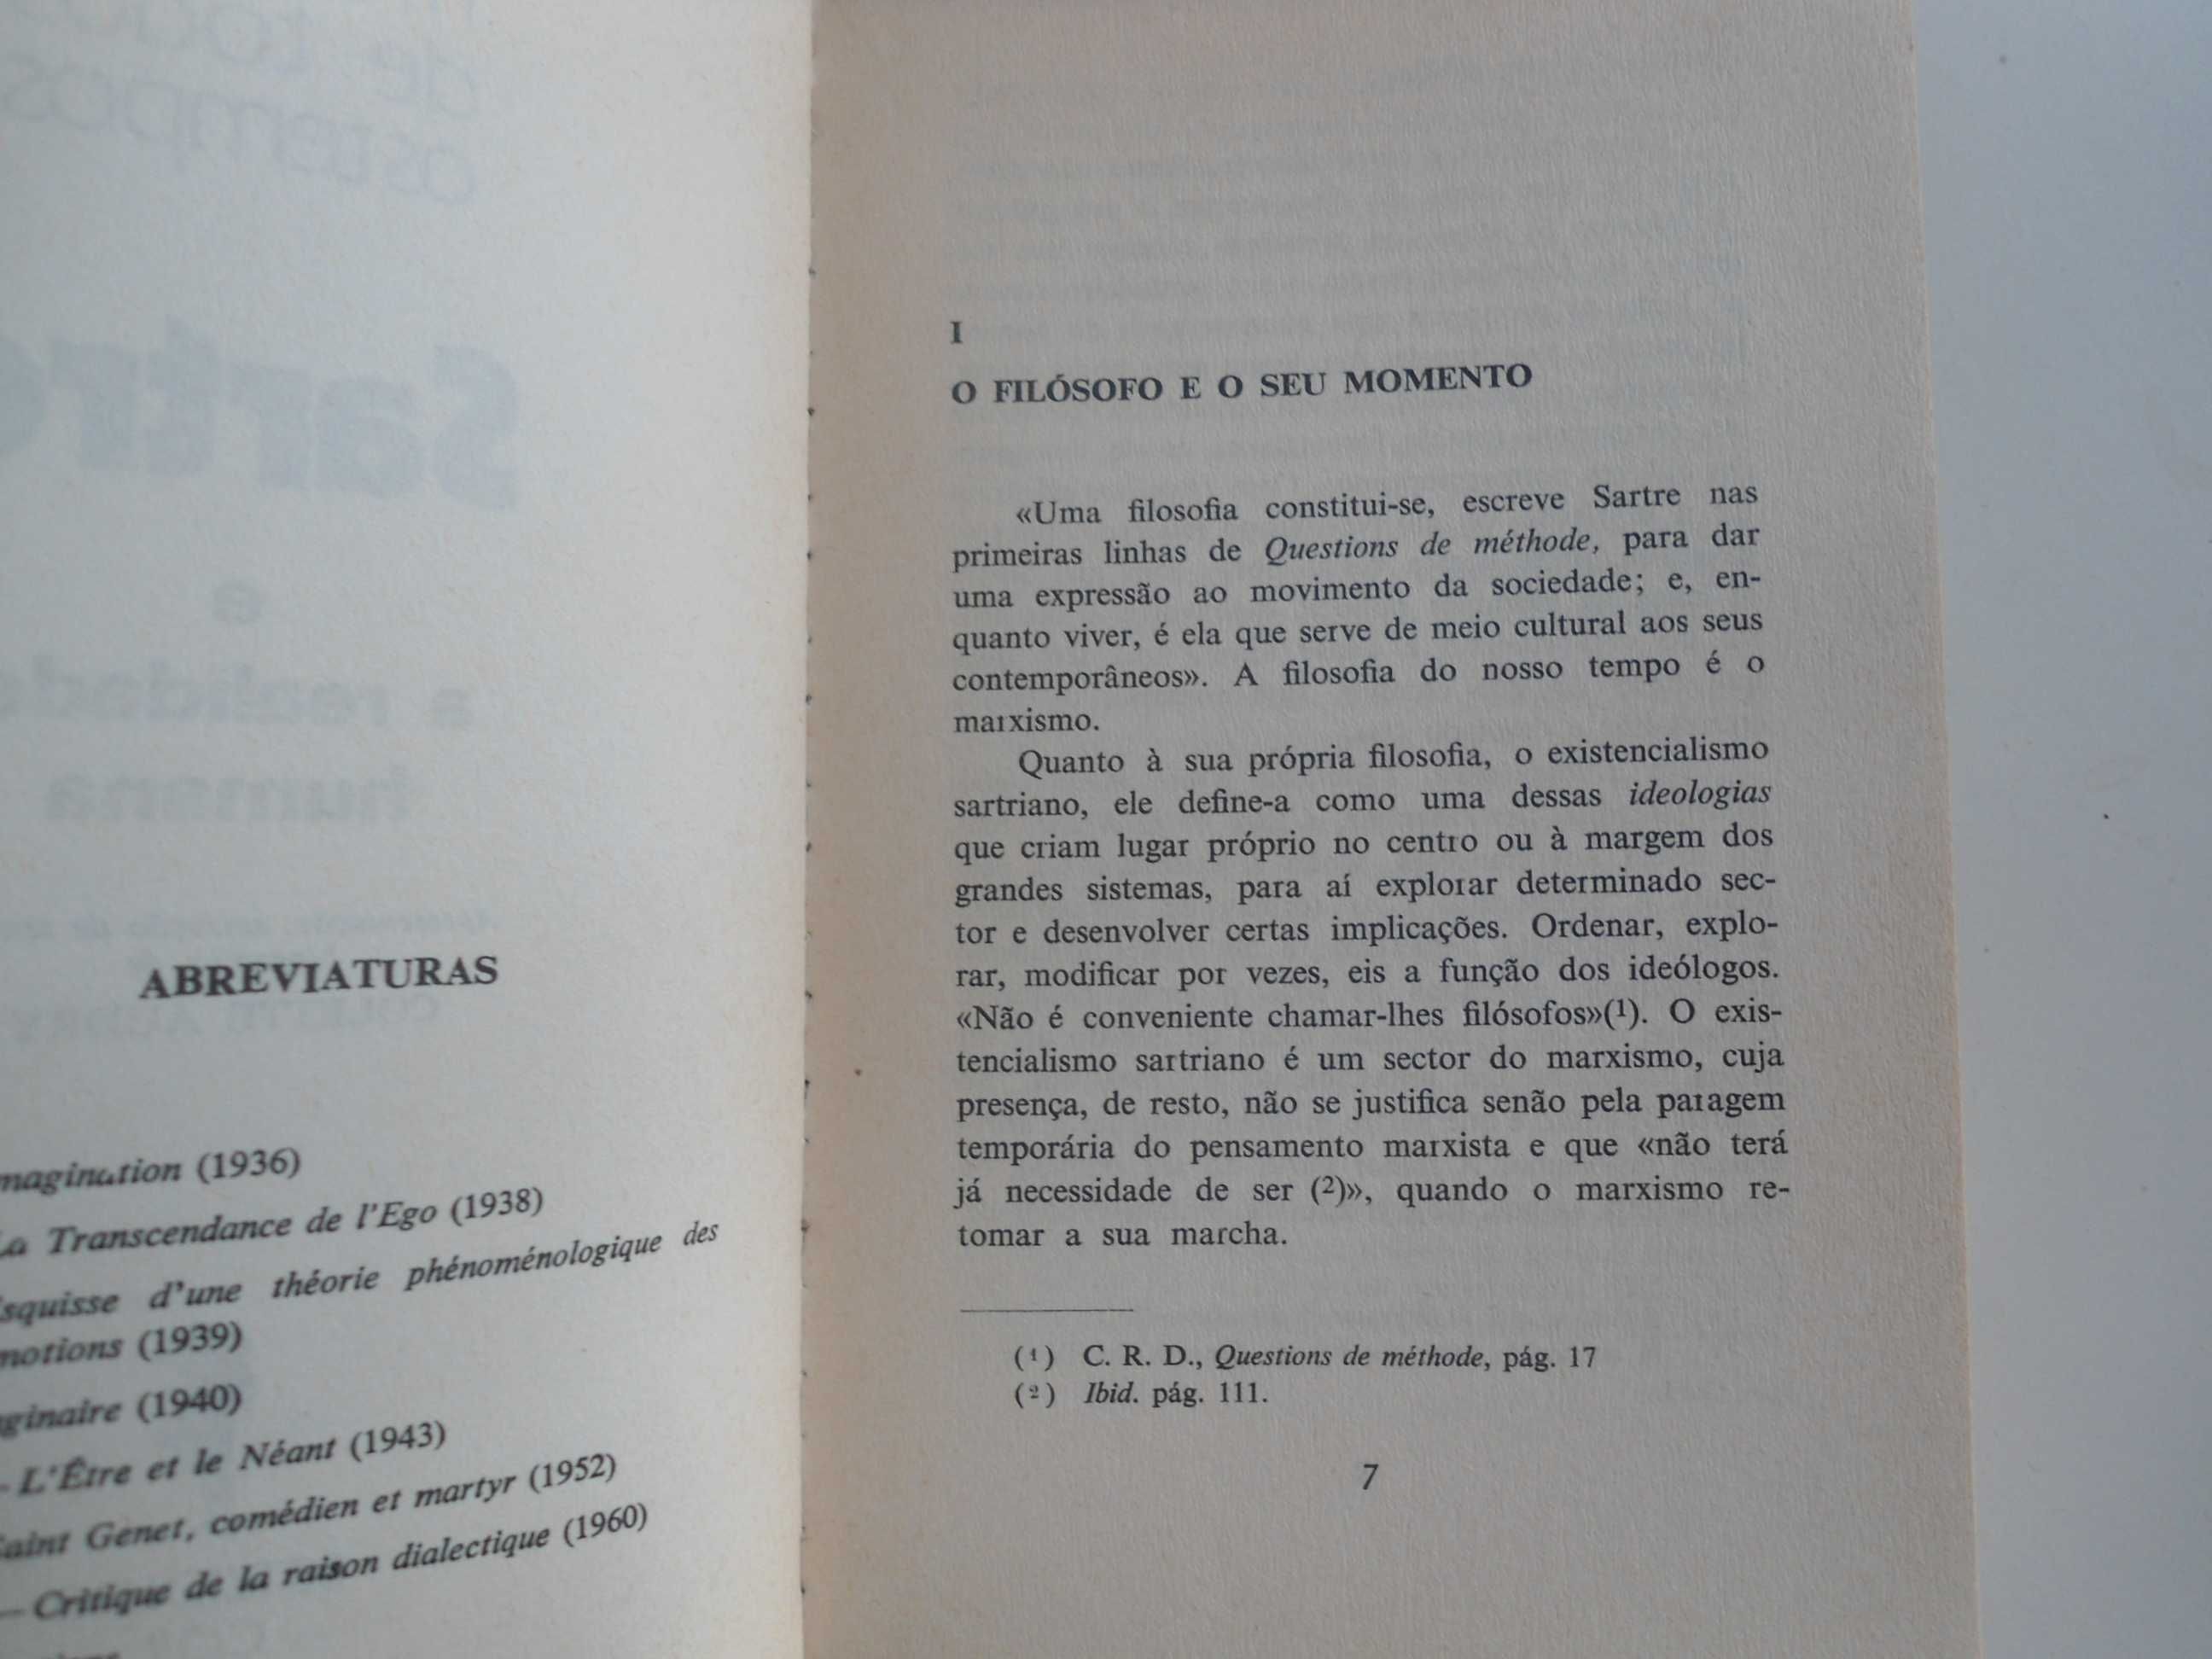 ABREVIATURAS
(1936)
Transcendance de l'Ego (1938)
d'une théorie phénoménologique des
(1939)
(1940)
- L'Être et le Néant (1943)
Genet, comédien et martyr (1952)
— Critique de la raison dialectique (1960)
I
O FILÓSOFO E O SEU MOMENTO
«Uma filosofia constitui-se, escreve Sartre nas
primeiras linhas de Questions de méthode, para dar
uma expressão ao movimento da sociedade; e, en-
quanto viver, é ela que serve de meio cultural aos seus
contemporâneos». A filosofia do nosso tempo é o
marxismo.
Quanto à sua própria filosofia, o existencialismo
sartriano, ele define-a como uma dessas ideologias
que criam lugar próprio no centro ou à margem dos
grandes sistemas, para aí explorar determinado sec-
tor e desenvolver certas implicações. Ordenar, explo-
rar, modificar por vezes, eis a função dos ideólogos.
«Não é conveniente chamar-lhes filósofos»(1). O exis-
tencialismo sartriano é um sector do marxismo, cuja
presença, de resto, não se justifica senão pela paragem
temporária do pensamento marxista e que «não terá
já necessidade de ser (2)», quando o marxismo re-
tomar a sua marcha.
(1) C. R. D., Questions de méthode, pág. 17
(2) Ibid. pág. 111.
7